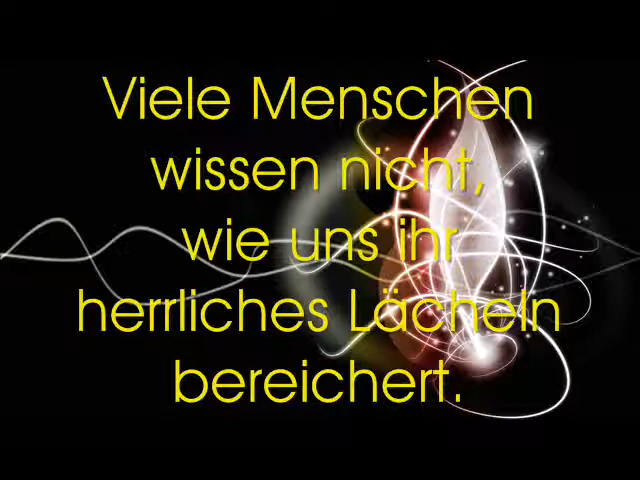 Viele Menschen
wissen nicht,
wie uns ihr
herrliches Lächeln
bereichert.